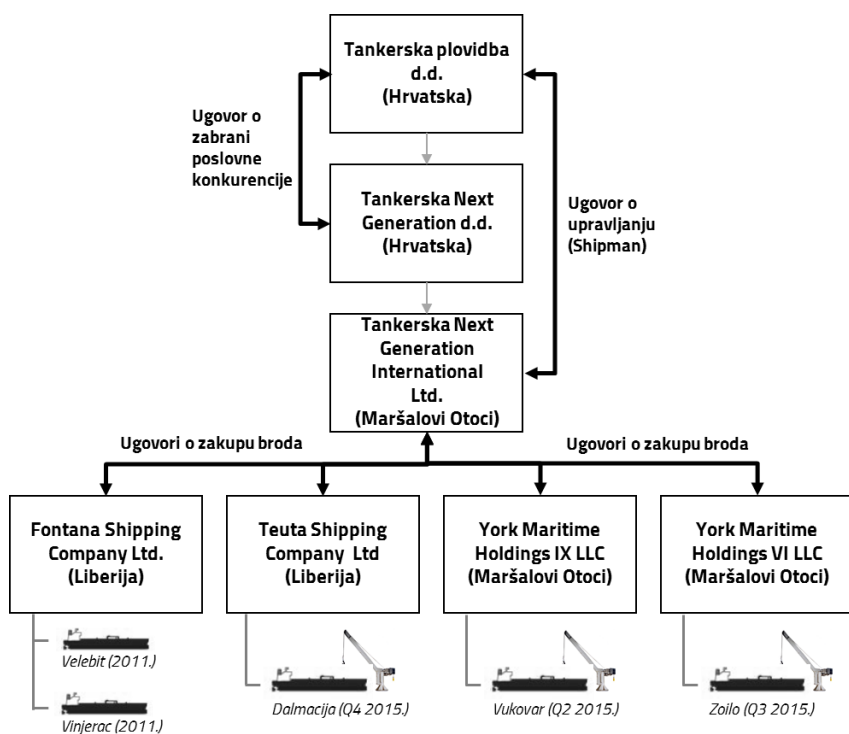 Tankerska plovidba
d.d.
(Hrvatska)
Ugovor o
zabrani
poslovne
konkurencije
Tankerska Next
Generation d.d.
(Hrvatska)
Ugovor o
upravljanju
(Shipman)
Tankerska Next
Generation
International
Ltd.
(Maršalovi Otoci)
Ugovori o zakupu broda
Ugovori o zakupu broda
Fontana Shipping
Company Ltd.
(Liberija)
Teuta Shipping
Company Ltd
(Liberija)
York Maritime
Holdings IX LLC
(Maršalovi Otoci)
York Maritime
Holdings VI LLC
(Maršalovi Otoci)
Velebit (2011.)
Vinjerac (2011.)
Dalmacija (Q4 2015.)
Vukovar (Q2 2015.)
Zoilo (Q3 2015.)